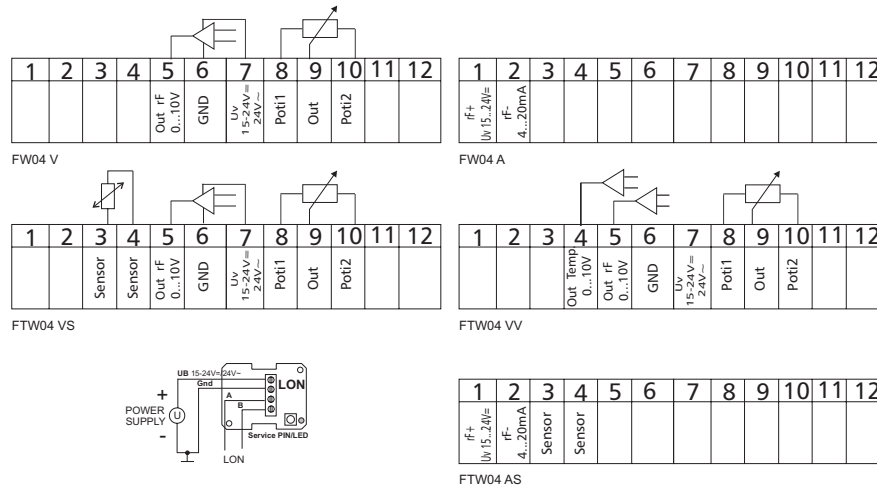 1 2 3 4 5 6 7 8 9 10 11 12
Out rF
0...10V
GND
Uv
15-24V=
24V~
Poti1
Out
Poti2
FW04 V
1 2 3 4 5 6 7 8 9 10 11 12
rF+
Uv 15...24V=
rF-
4...20mA
FW04 A
1 2 3 4 5 6 7 8 9 10 11 12
Sensor
Sensor
Out rF
0...10V
GND
Uv
15-24V=
24V~
Poti1
Out
Poti2
FTW04 VS
1 2 3 4 5 6 7 8 9 10 11 12
Out Temp
0...10V
Out rF
0...10V
GND
Uv
15-24V=
24V~
Poti1
Out
Poti2
FTW04 VV
UB 15-24V=/24V~
Gnd
LON
A
B
+
POWER
SUPPLY
U
-
Service PIN/LED
LON
1 2 3 4 5 6 7 8 9 10 11 12
rF+
Uv 15...24V=
rF-
4...20mA
Sensor
Sensor
FTW04 AS